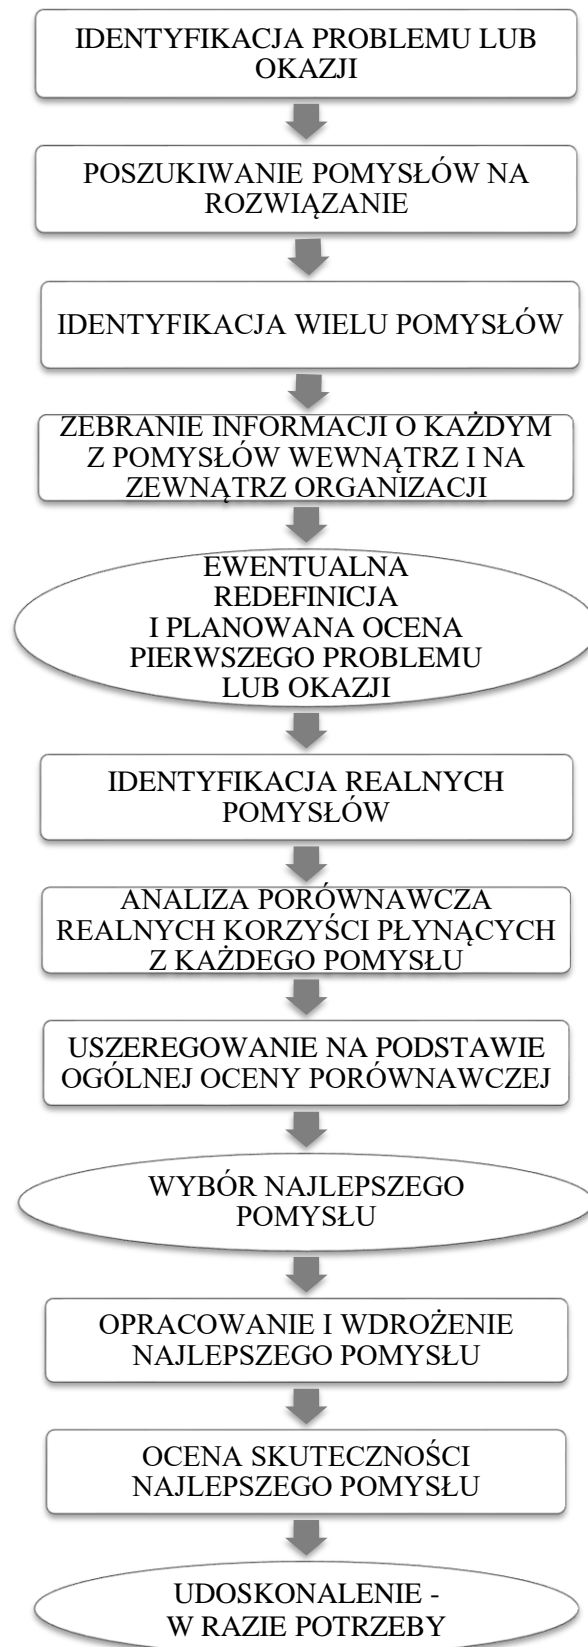 IDENTYFIKACJA PROBLEMU LUB
OKAZJI
POSZUKIWANIE POMYSŁÓW NA
ROZWIĄZANIE
IDENTYFIKACJA WIELU POMYSŁÓW
ZEBRANIE INFORMACJI O KAŻDYM
Z POMYSŁÓW WEWNĄTRZ I NA
ZEWNĄTRZ ORGANIZACJI
EWENTUALNA
REDEFINICJA
I PLANOWANA OCENA
PIERWSZEGO PROBLEMU
LUB OKAZJI
IDENTYFIKACJA REALNYCH
POMYSŁÓW
ANALIZA PORÓWNAWCZA
REALNYCH KORZYŚCI PŁYNĄCYCH
Z KAŻDEGO POMYSŁU
USZEREGOWANIE NA PODSTAWIE
OGÓLNEJ OCENY PORÓWNAWCZEJ
WYBÓR NAJLEPSZEGO
POMYSŁU
OPRACOWANIE I WDROŻENIE
NAJLEPSZEGO POMYSŁU
OCENA SKUTECZNOŚCI
NAJLEPSZEGO POMYSŁU
UDOSKONALENIE -
W RAZIE POTRZEBY